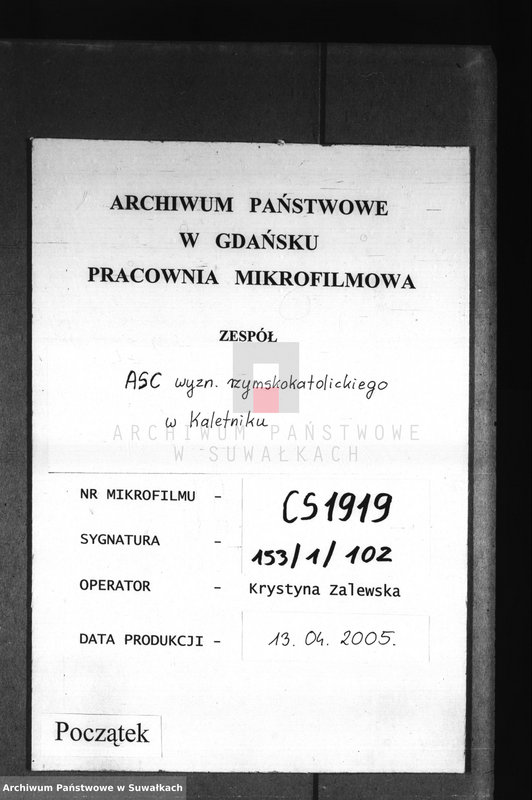 ARCHIWUM PAŃSTWOWE
W GDAŃSKU
PRACOWNIA MIKROFILMOWA
ZESPÓŁ
ASC wyzn. rzymskokatolickiego
w Kaletniku
ARCHIWUM PAŃSTWOWE
W SUWAŁKACH
NR MIKROFILMU - CS1919
SYGNATURA - 153/1/102
OPERATOR - Krystyna Zalewska
DATA PRODUKCJI - 13. 04. 2005.
Początek
Archiwum Państwowe w Suwałkach